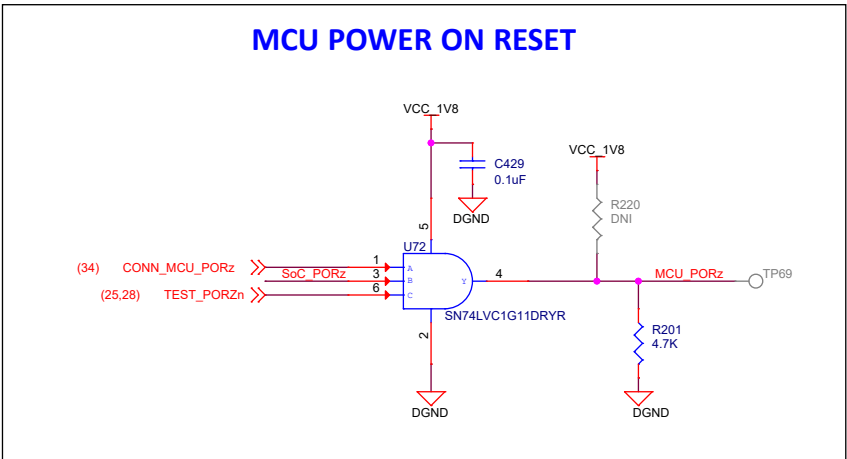 MCU POWER ON RESET
VCC_1V8
C429
0.1uF
DGND
VCC_1V8
R220
DNI
5
U72
(34) CONN_MCU_PORz 1 A
SoC_PORz 3 B Y 4 MCU_PORz TP69
(25,28) TEST_PORZn 6 C
SN74LVC1G11DRYR
2
R201
4.7K
DGND
DGND